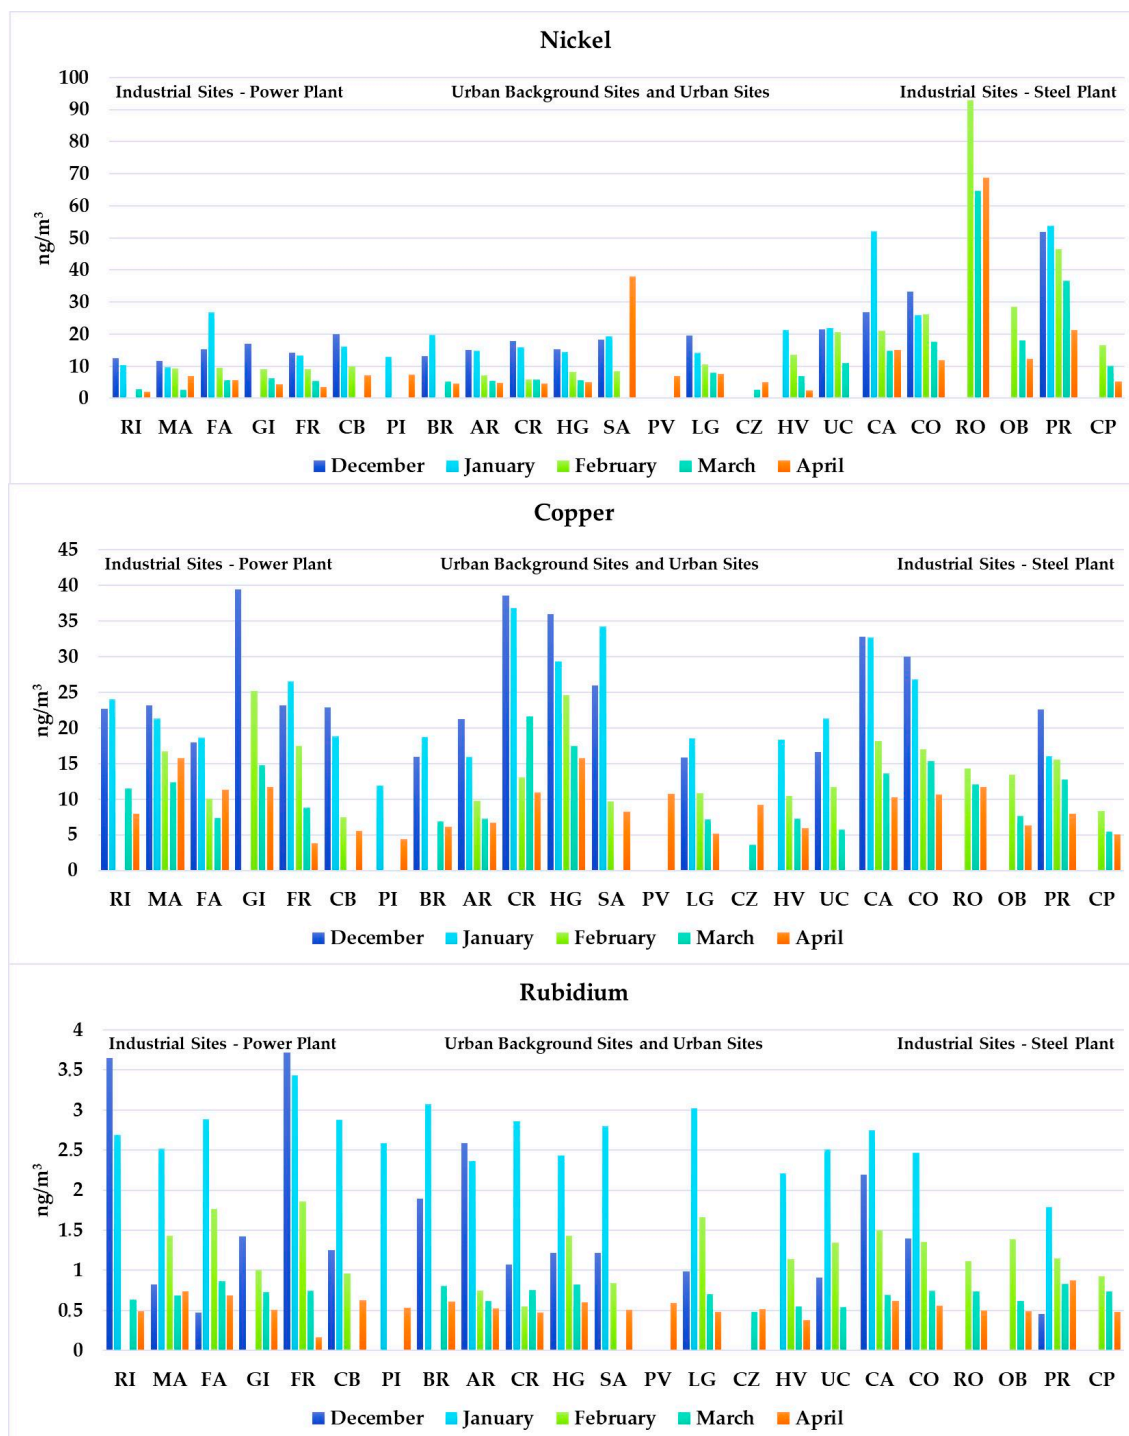 Nickel
100
90
80
70
60
50
40
30
20
10
0
ng/m³
Industrial Sites - Power Plant Urban Background Sites and Urban Sites Industrial Sites - Steel Plant
RI MA FA GI FR CB PI BR AR CR HG SA PV LG CZ HV UC CA CO RO OB PR CP
December January February March April
Copper
45
40
35
30
25
20
15
10
5
0
ng/m³
Industrial Sites - Power Plant Urban Background Sites and Urban Sites Industrial Sites - Steel Plant
RI MA FA GI FR CB PI BR AR CR HG SA PV LG CZ HV UC CA CO RO OB PR CP
December January February March April
Rubidium
4
3.5
3
2.5
2
1.5
1
0.5
0
ng/m³
Industrial Sites - Power Plant Urban Background Sites and Urban Sites Industrial Sites - Steel Plant
RI MA FA GI FR CB PI BR AR CR HG SA PV LG CZ HV UC CA CO RO OB PR CP
December January February March April